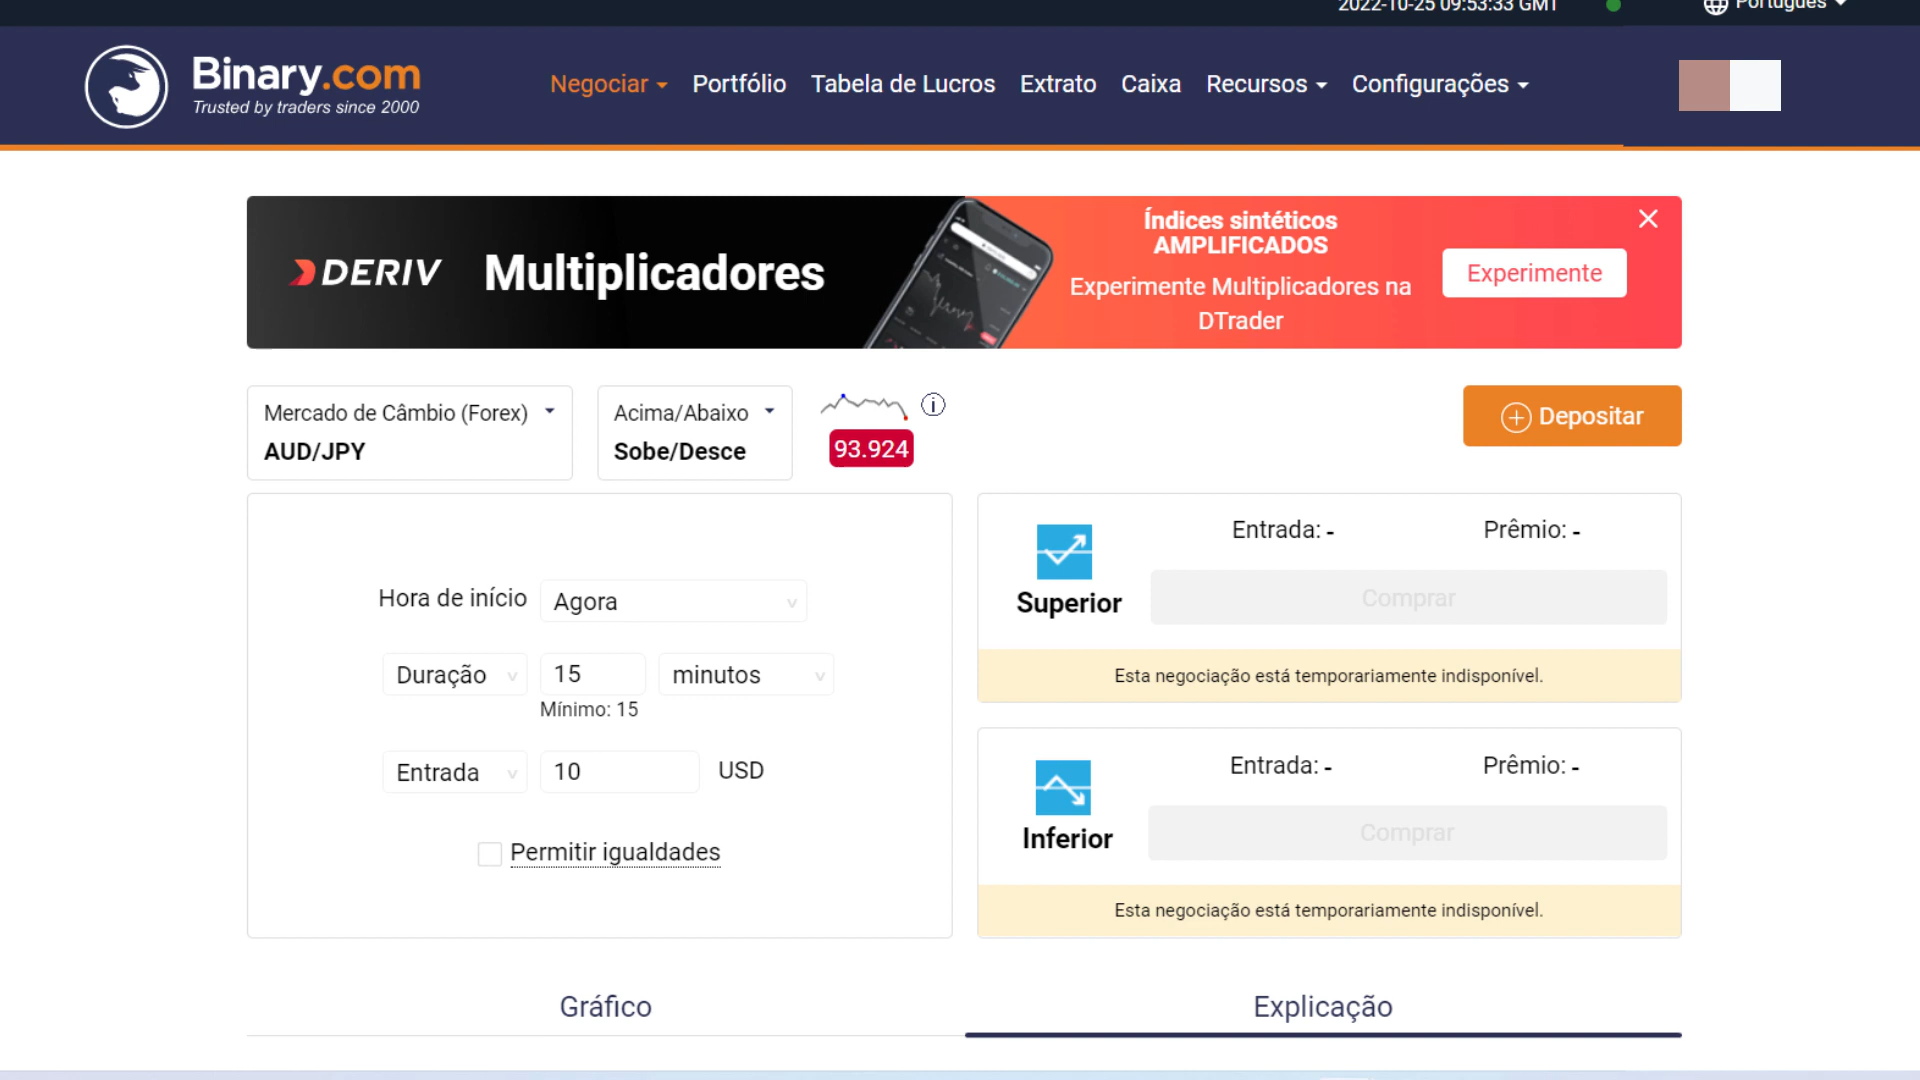 2022-10-25 09:53:33 GMT
Português
Binary.com
Trusted by traders since 2000
Negociar
Portfólio
Tabela de Lucros
Extrato
Caixa
Recursos
Configurações
DERIV
Multiplicadores
Índices sintéticos
AMPLIFICADOS
Experimente Multiplicadores na
DTrader
Experimente
Mercado de Câmbio (Forex)
AUD/JPY
Acima/Abaixo
Sobe/Desce
93.924
Depositar
Hora de início
Agora
Duração
15
minutos
Mínimo: 15
Entrada
10
USD
Permitir igualdades
Entrada: -
Prêmio: -
Superior
Comprar
Esta negociação está temporariamente indisponível.
Entrada: -
Prêmio: -
Inferior
Comprar
Esta negociação está temporariamente indisponível.
Gráfico
Explicação